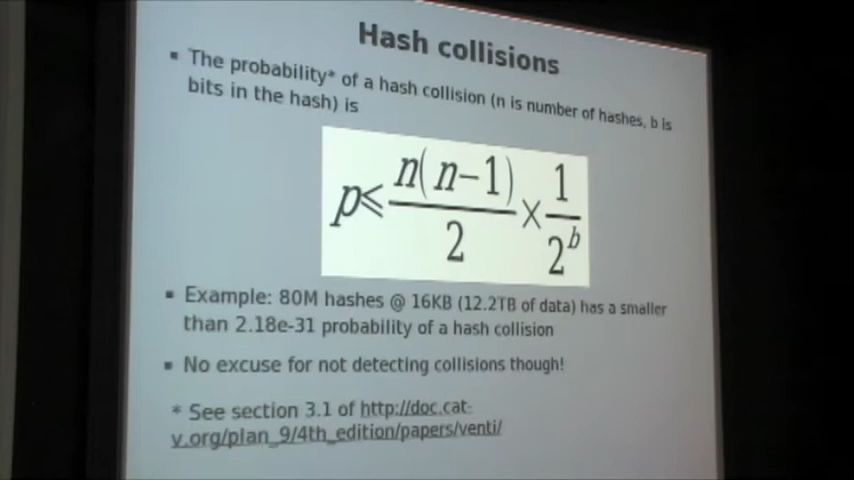 Hash collisions
▪ The probability* of a hash collision (n is number of hashes, b is
bits in the hash) is
p⩽ n(n−1)/2 × 1/2^b
▪ Example: 80M hashes @ 16KB (12.2TB of data) has a smaller
than 2.18e-31 probability of a hash collision
▪ No excuse for not detecting collisions though!
* See section 3.1 of http://doc.cat-
v.org/plan_9/4th_edition/papers/venti/